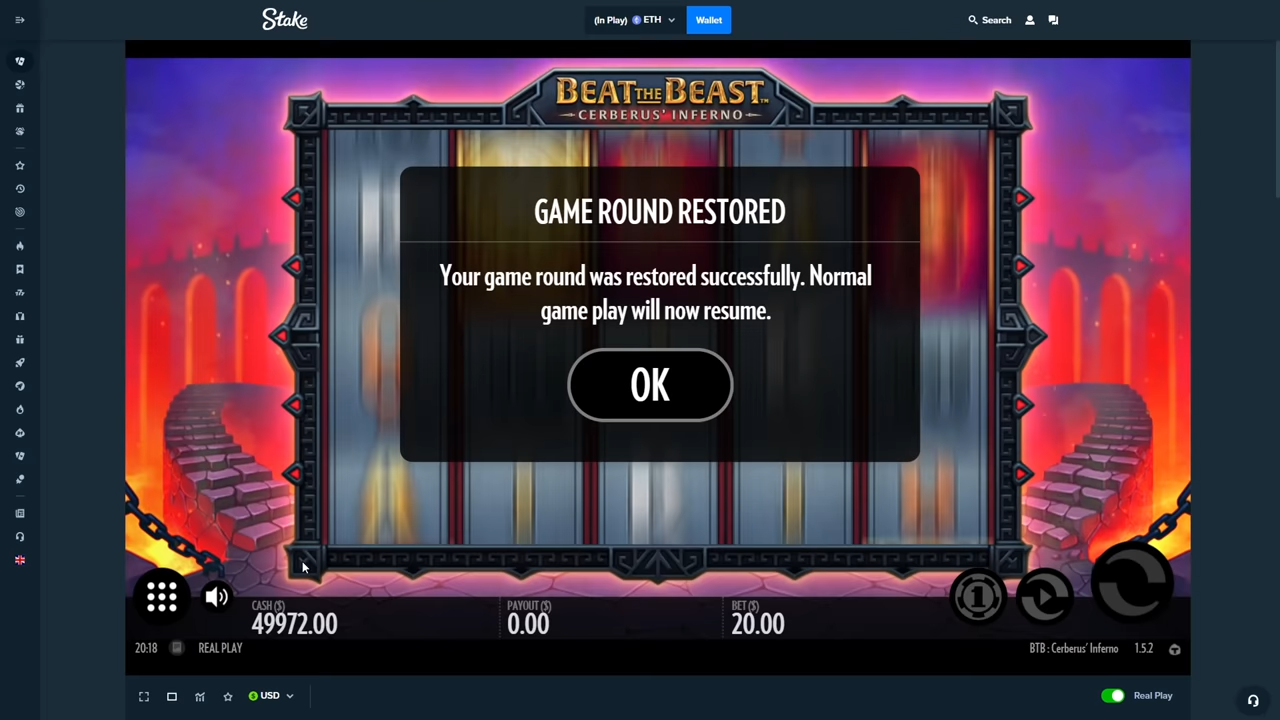 Stake
(In Play) ETH
Wallet
Search
BEAT THE BEAST™
CERBERUS' INFERNO
GAME ROUND RESTORED
Your game round was restored successfully. Normal
game play will now resume.
OK
CASH ($)
49972.00
PAYOUT ($)
0.00
BET ($)
20.00
1
20:18
REAL PLAY
BTB : Cerberus' Inferno
1.5.2
$ USD
Real Play